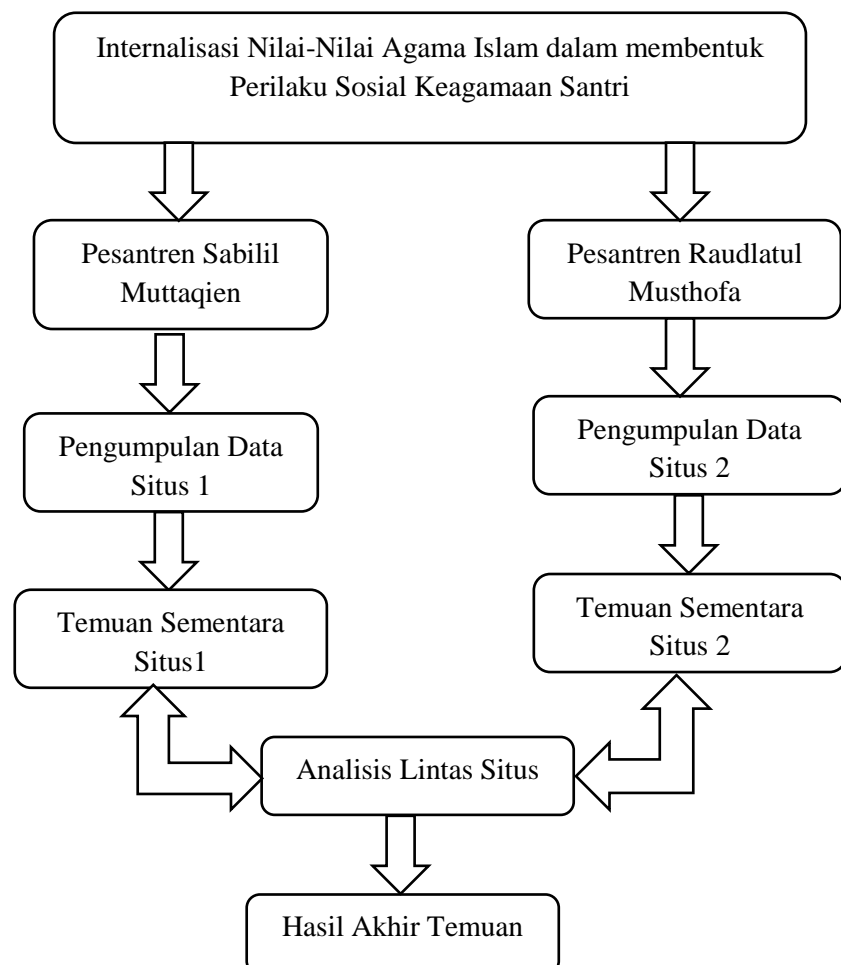 Internalisasi Nilai-Nilai Agama Islam dalam membentuk
Perilaku Sosial Keagamaan Santri
Pesantren Sabilil
Muttaqien
Pesantren Raudlatul
Musthofa
Pengumpulan Data
Situs 1
Pengumpulan Data
Situs 2
Temuan Sementara
Situs1
Temuan Sementara
Situs 2
Analisis Lintas Situs
Hasil Akhir Temuan